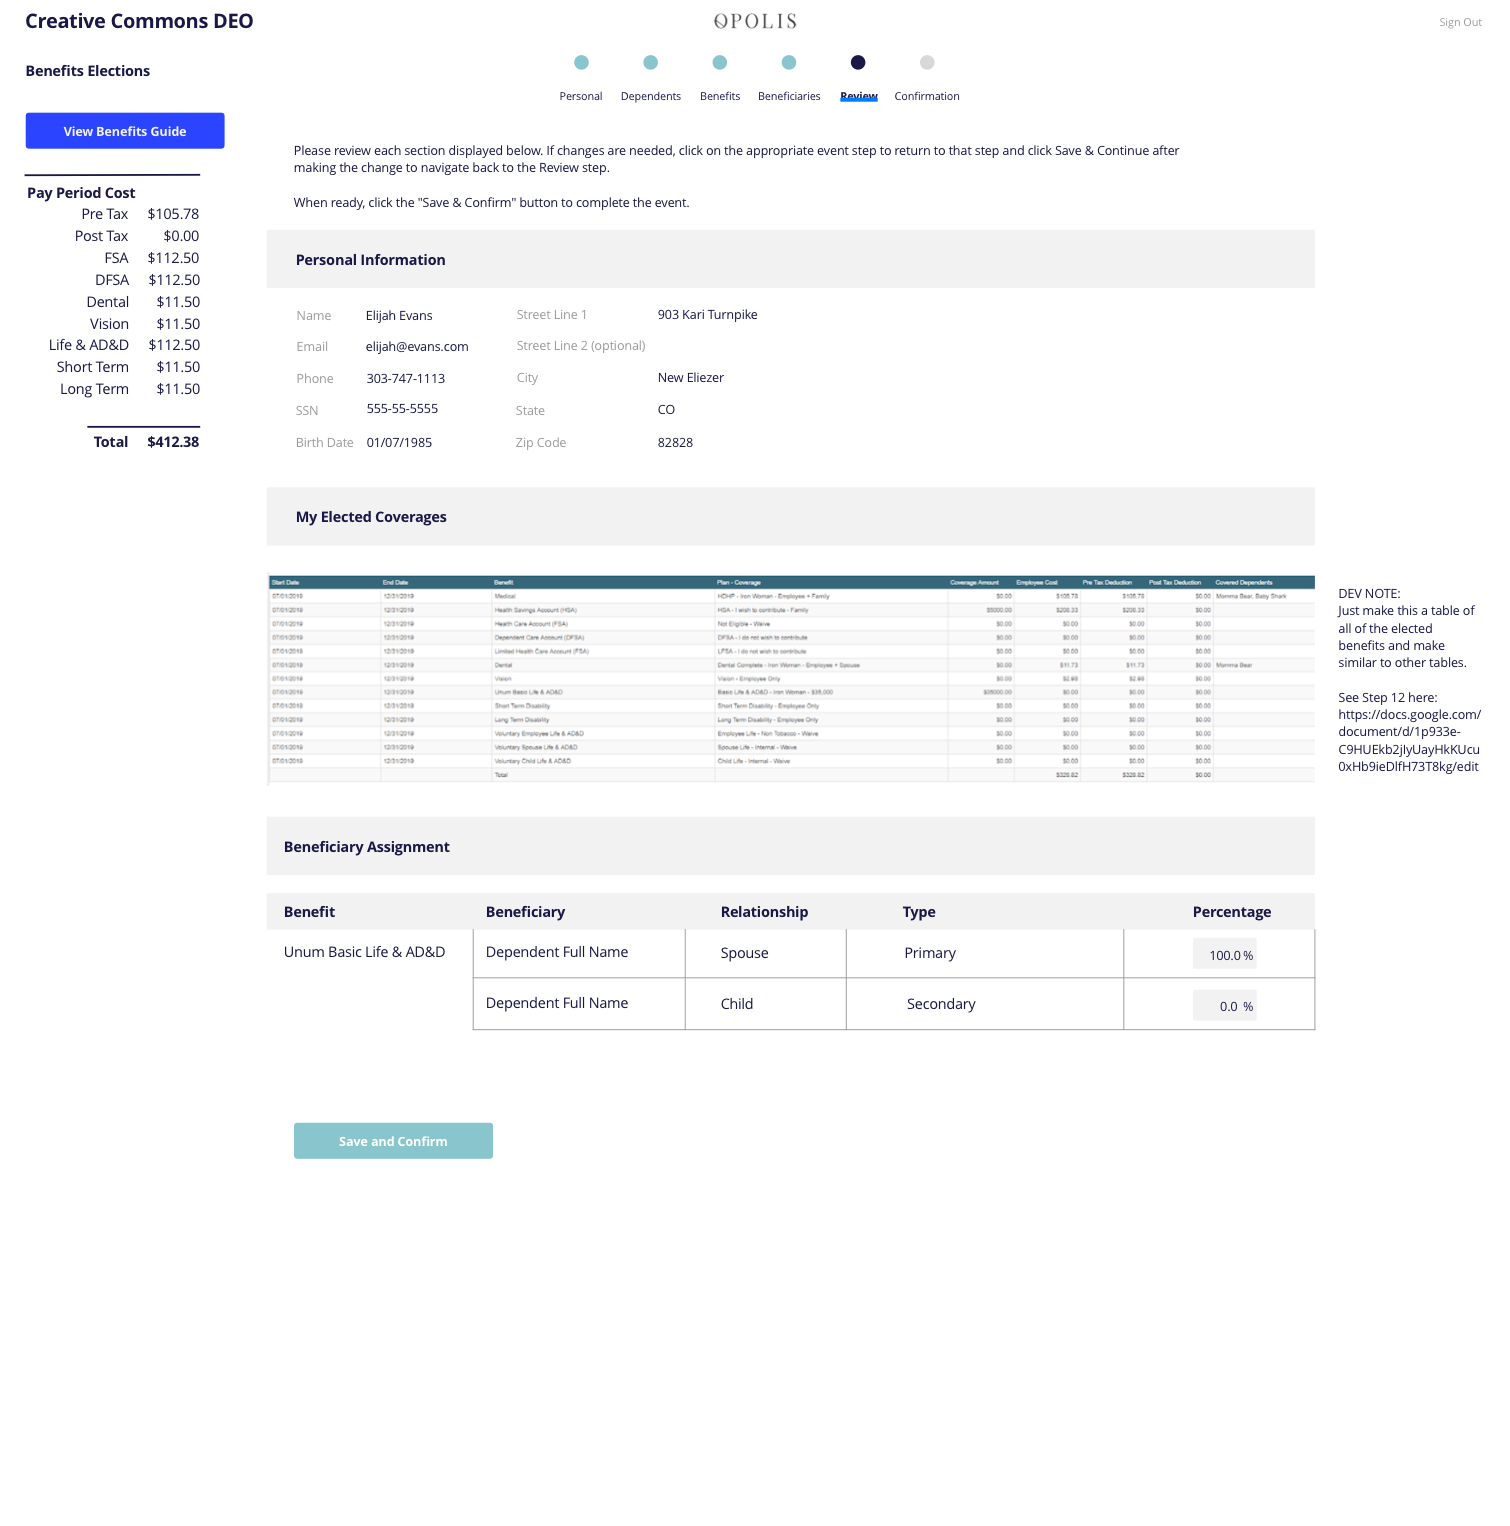 Creative Commons DEO
OPOLIS
Sign Out
Benefits Elections
Personal
Dependents
Benefits
Beneficiaries
Review
Confirmation
View Benefits Guide
Pay Period Cost
Pre Tax $105.78
Post Tax $0.00
FSA $112.50
DFSA $112.50
Dental $11.50
Vision $11.50
Life & AD&D $112.50
Short Term $11.50
Long Term $11.50
Total $412.38
Please review each section displayed below. If changes are needed, click on the appropriate event step to return to that step and click Save & Continue after
making the change to navigate back to the Review step.
When ready, click the "Save & Confirm" button to complete the event.
Personal Information
Name Elijah Evans Street Line 1 903 Kari Turnpike
Email elijah@evans.com Street Line 2 (optional)
Phone 303-747-1113 City New Eliezer
SSN 555-55-5555 State CO
Birth Date 01/07/1985 Zip Code 82828
My Elected Coverages
Start Date End Date Benefit Plan - Coverage Coverage Amount Employee Cost Pre Tax Deduction Post Tax Deduction Covered Dependents
07/01/2019 12/31/2019 Medical HDHP - Iron Woman - Employee + Family $0.00 $105.78 $105.78 $0.00 Momma Bear, Baby Shark
07/01/2019 12/31/2019 Health Savings Account (HSA) HSA - I wish to contribute - Family $5000.00 $208.33 $208.33 $0.00
07/01/2019 12/31/2019 Health Care Account (FSA) Not Eligible - Waive $0.00 $0.00 $0.00 $0.00
07/01/2019 12/31/2019 Dependent Care Account (DFSA) DFSA - I do not wish to contribute $0.00 $0.00 $0.00 $0.00
07/01/2019 12/31/2019 Limited Health Care Account (FSA) LFSA - I do not wish to contribute $0.00 $0.00 $0.00 $0.00
07/01/2019 12/31/2019 Dental Dental Complete - Iron Woman - Employee + Spouse $0.00 $11.73 $11.73 $0.00 Momma Bear
07/01/2019 12/31/2019 Vision Vision - Employee Only $0.00 $2.98 $2.98 $0.00
07/01/2019 12/31/2019 Unum Basic Life & AD&D Basic Life & AD&D - Iron Woman - $35,000 $35000.00 $0.00 $0.00 $0.00
07/01/2019 12/31/2019 Short Term Disability Short Term Disability - Employee Only $0.00 $0.00 $0.00 $0.00
07/01/2019 12/31/2019 Long Term Disability Long Term Disability - Employee Only $0.00 $0.00 $0.00 $0.00
07/01/2019 12/31/2019 Voluntary Employee Life & AD&D Employee Life - Non Tobacco - Waive $0.00 $0.00 $0.00 $0.00
07/01/2019 12/31/2019 Voluntary Spouse Life & AD&D Spouse Life - Internal - Waive $0.00 $0.00 $0.00 $0.00
07/01/2019 12/31/2019 Voluntary Child Life & AD&D Child Life - Internal - Waive $0.00 $0.00 $0.00 $0.00
Total $328.82 $328.82 $0.00
DEV NOTE:
Just make this a table of
all of the elected
benefits and make
similar to other tables.
See Step 12 here:
https://docs.google.com/
document/d/1p933e-
C9HUEkb2jIyUayHkKUcu
0xHb9ieDlfH73T8kg/edit
Beneficiary Assignment
Benefit Beneficiary Relationship Type Percentage
Unum Basic Life & AD&D Dependent Full Name Spouse Primary 100.0 %
Dependent Full Name Child Secondary 0.0 %
Save and Confirm